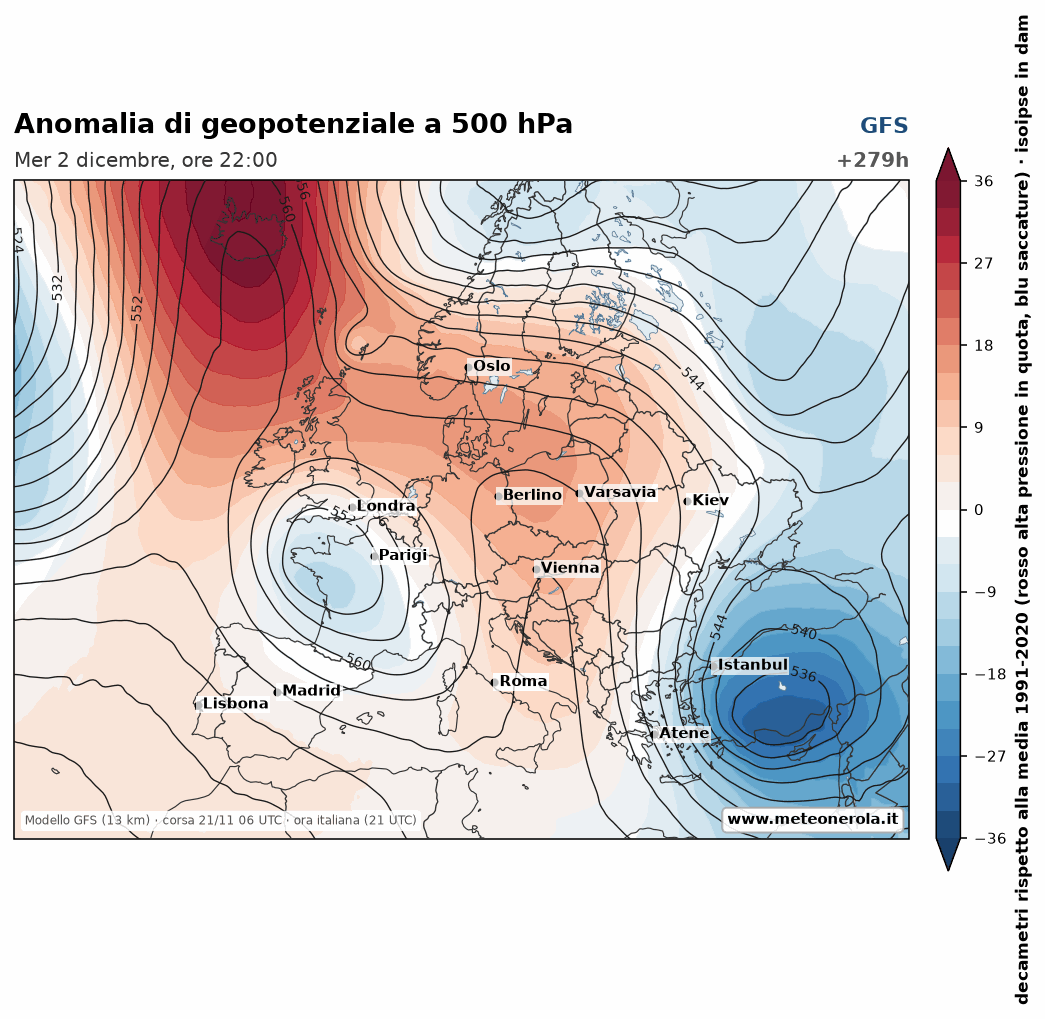 Anomalia di geopotenziale a 500 hPa
GFS
Mer 2 dicembre, ore 22:00
+279h
524
532
552
560
544
Oslo
Londra
Berlino
Varsavia
Kiev
Parigi
Vienna
560
544
540
536
Istanbul
Roma
Madrid
Lisbona
Atene
Modello GFS (13 km) · corsa 21/11 06 UTC · ora italiana (21 UTC)
www.meteonerola.it
36
27
18
9
0
−9
−18
−27
−36
decametri rispetto alla media 1991-2020 (rosso alta pressione in quota, blu saccature) · isoipse in dam